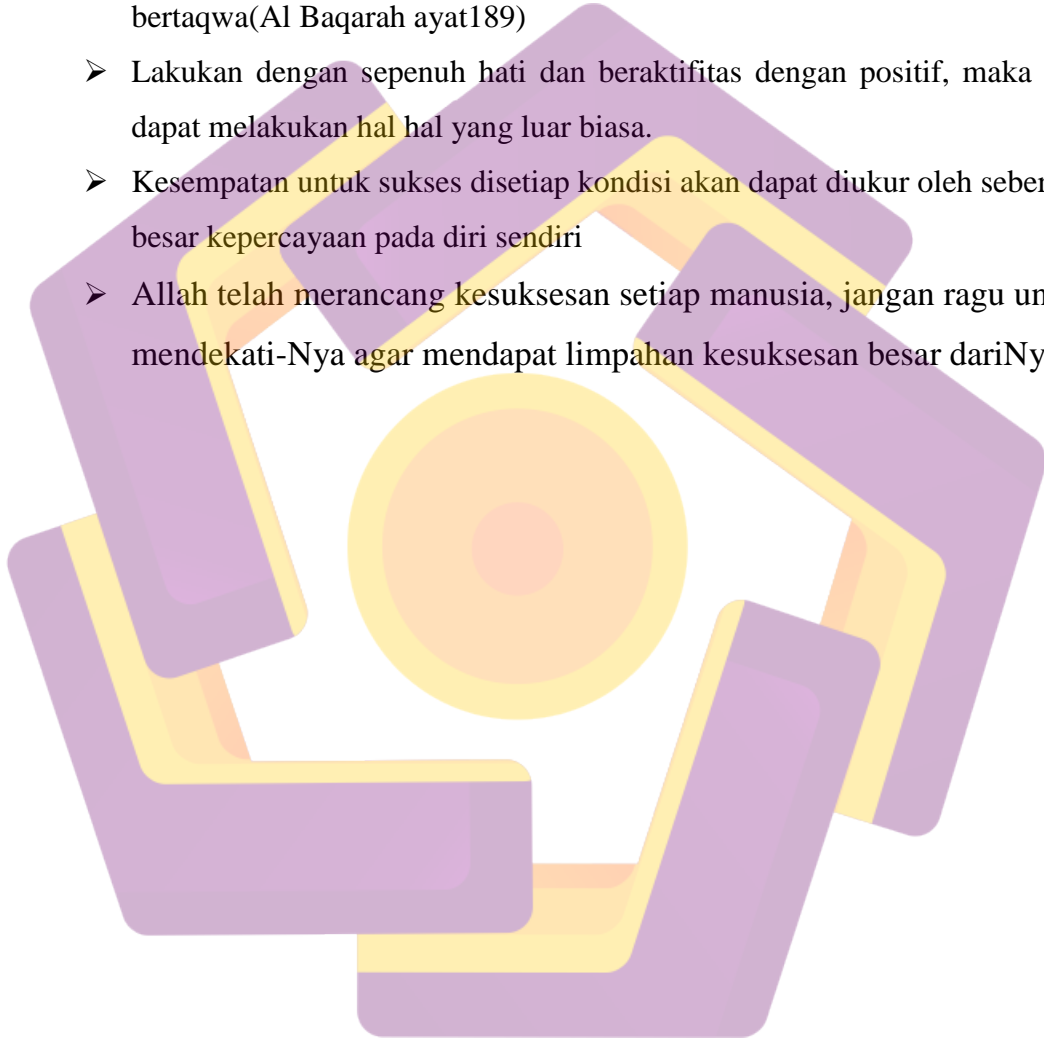 bertaqwa(Al Baqarah ayat189)
➢ Lakukan dengan sepenuh hati dan beraktifitas dengan positif, maka
dapat melakukan hal hal yang luar biasa.
➢ Kesempatan untuk sukses disetiap kondisi akan dapat diukur oleh seber
besar kepercayaan pada diri sendiri
➢ Allah telah merancang kesuksesan setiap manusia, jangan ragu un
mendekati-Nya agar mendapat limpahan kesuksesan besar dariNy